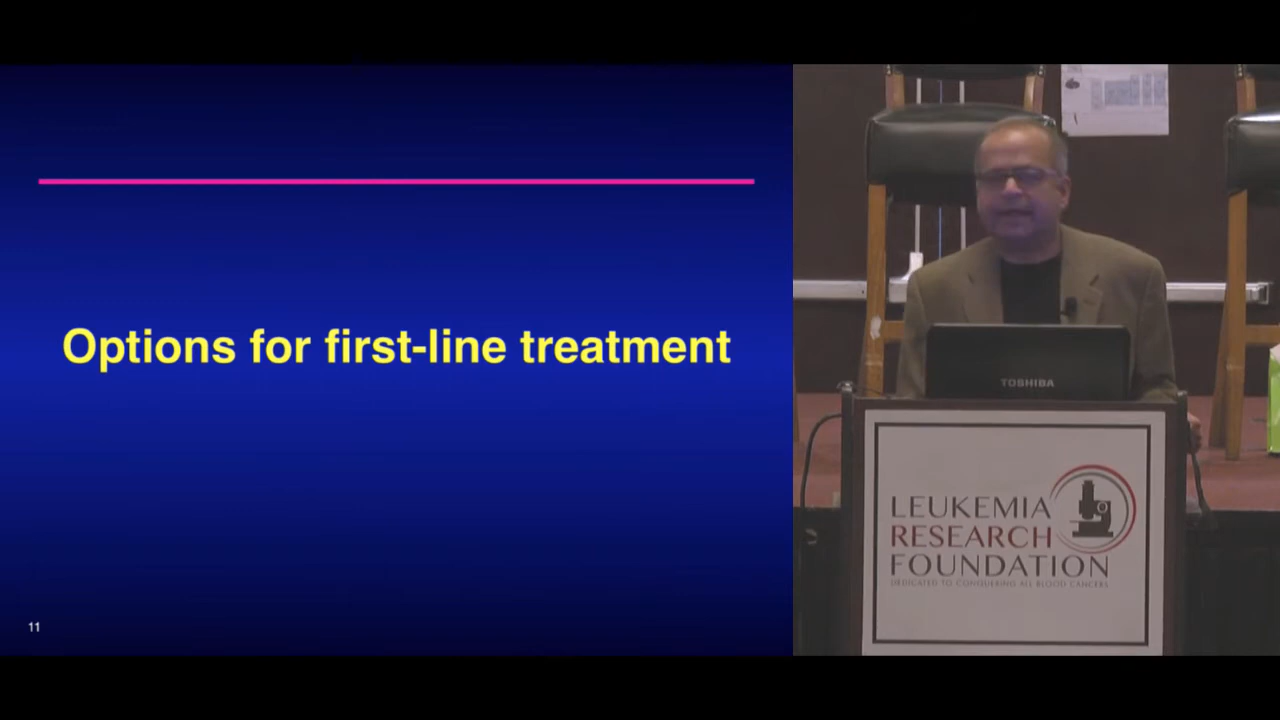 Options for first-line treatment
11
TOSHIBA
LEUKEMIA
RESEARCH
FOUNDATION
DEDICATED TO CONQUERING ALL BLOOD CANCERS